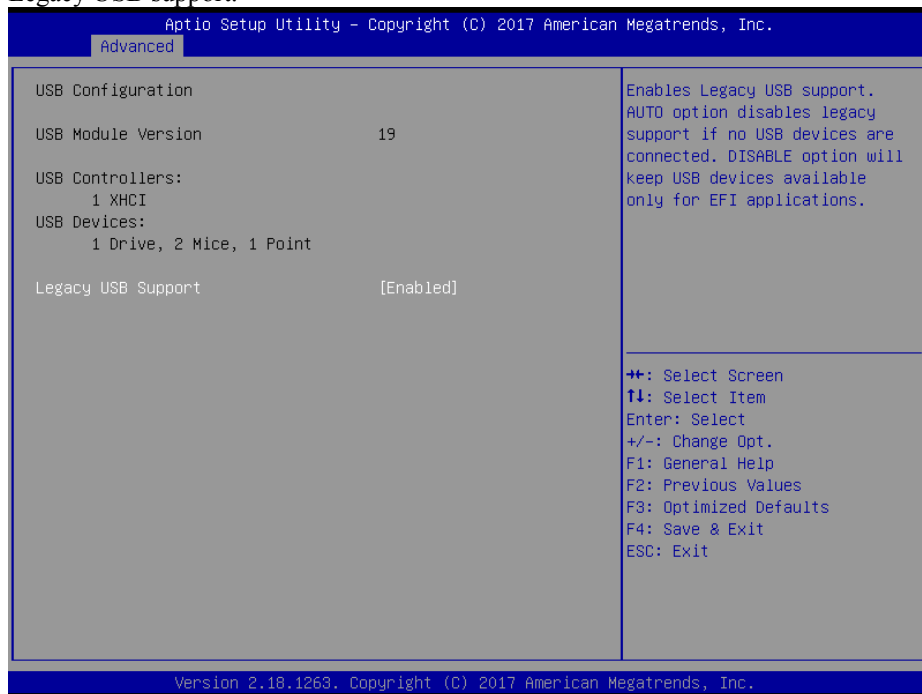 Legacy USB support.
Aptio Setup Utility – Copyright (C) 2017 American Megatrends, Inc.
Advanced
USB Configuration
USB Module Version 19
USB Controllers:
1 XHCI
USB Devices:
1 Drive, 2 Mice, 1 Point
Legacy USB Support [Enabled]
Enables Legacy USB support.
AUTO option disables legacy
support if no USB devices are
connected. DISABLE option will
keep USB devices available
only for EFI applications.
→←: Select Screen
↑↓: Select Item
Enter: Select
+/-: Change Opt.
F1: General Help
F2: Previous Values
F3: Optimized Defaults
F4: Save & Exit
ESC: Exit
Version 2.18.1263. Copyright (C) 2017 American Megatrends, Inc.